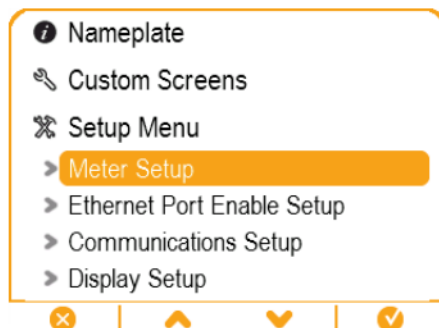 Nameplate
Custom Screens
Setup Menu
Meter Setup
Ethernet Port Enable Setup
Communications Setup
Display Setup